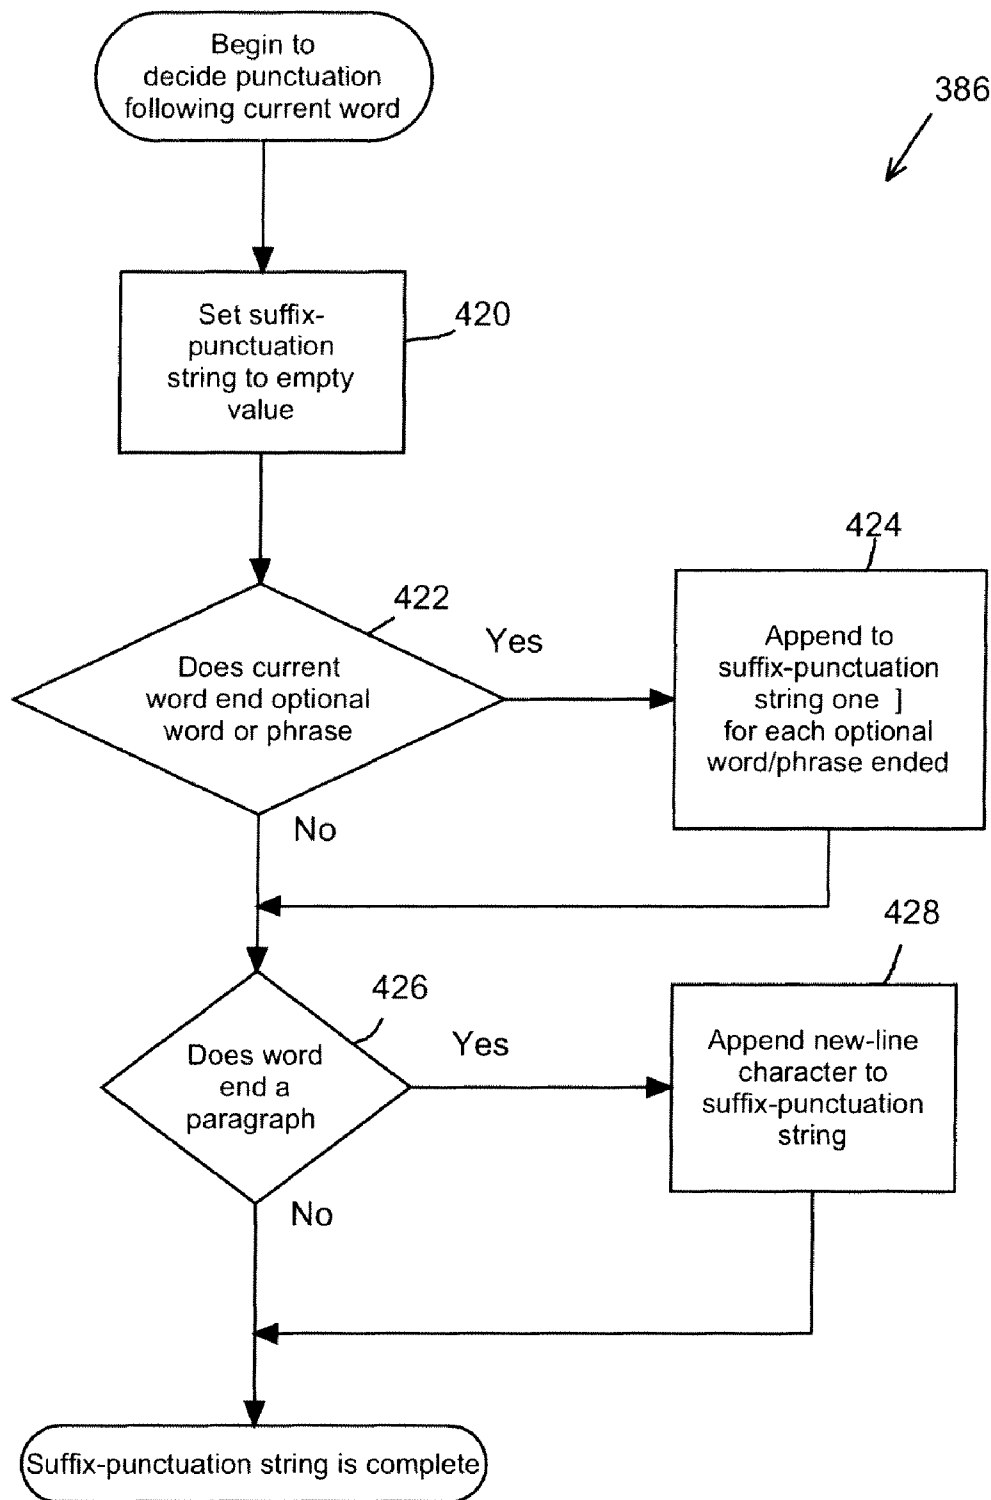 Begin to
decide punctuation
following current word
386
Set suffix-
punctuation
string to empty
value
420
422
Does current
word end optional
word or phrase
Yes
No
424
Append to
suffix-punctuation
string one ]
for each optional
word/phrase ended
426
Does word
end a
paragraph
Yes
No
428
Append new-line
character to
suffix-punctuation
string
Suffix-punctuation string is complete